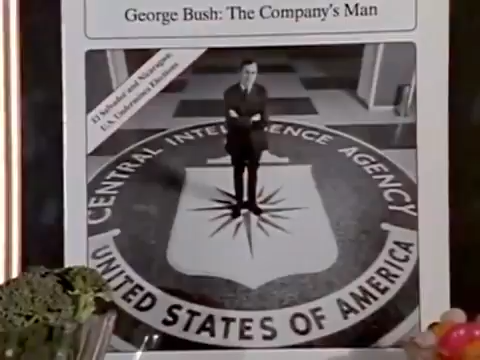 George Bush: The Company's Man
El Salvador and Nicaragua:
U.S. Undermines Elections
CENTRAL INTELLIGENCE AGENCY
UNITED STATES OF AMERICA